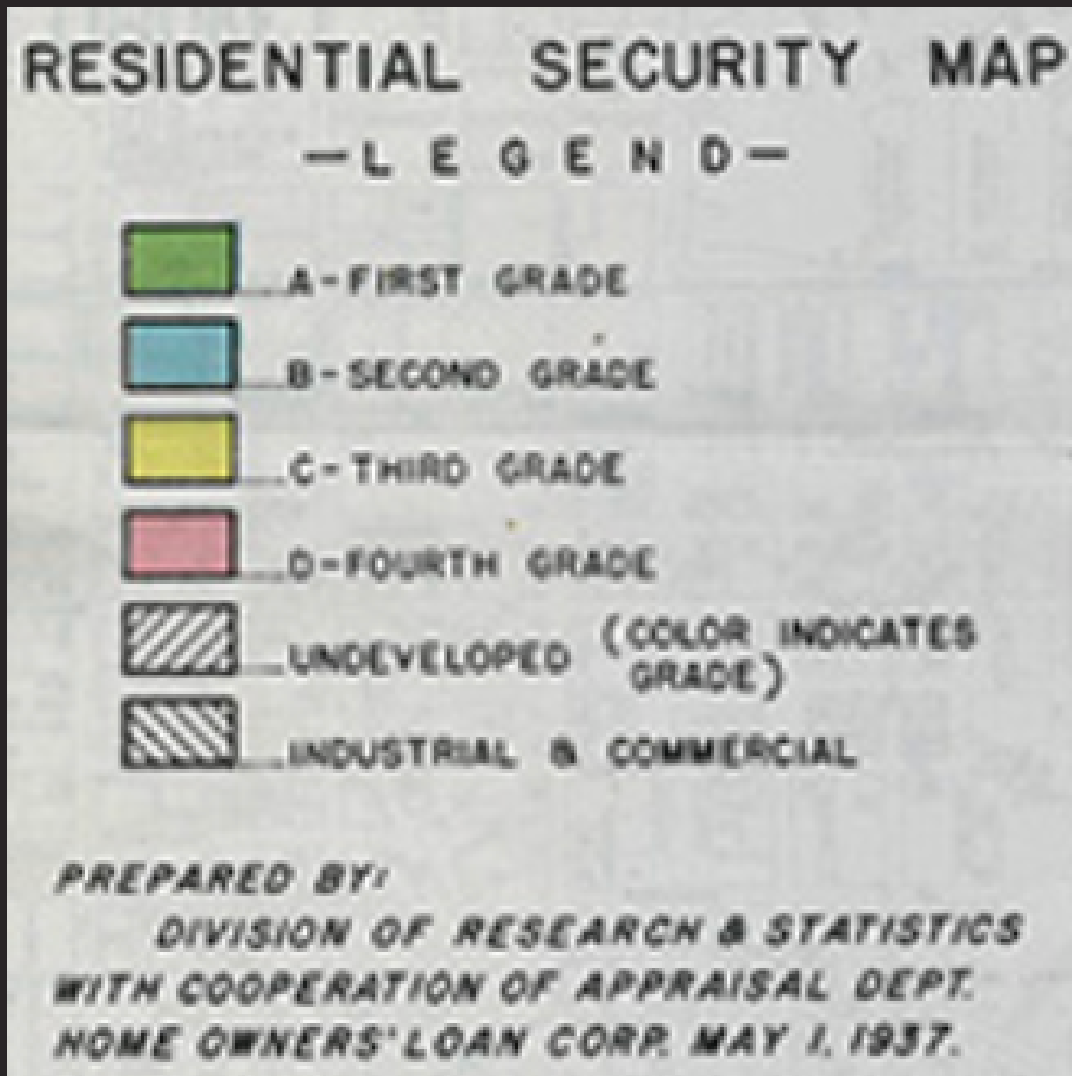 RESIDENTIAL SECURITY MAP
— L E G E N D —
A - FIRST GRADE
B - SECOND GRADE
C - THIRD GRADE
D - FOURTH GRADE
UNDEVELOPED (COLOR INDICATES
GRADE)
INDUSTRIAL & COMMERCIAL
PREPARED BY:
DIVISION OF RESEARCH & STATISTICS
WITH COOPERATION OF APPRAISAL DEPT.
HOME OWNERS' LOAN CORP. MAY 1, 1937.